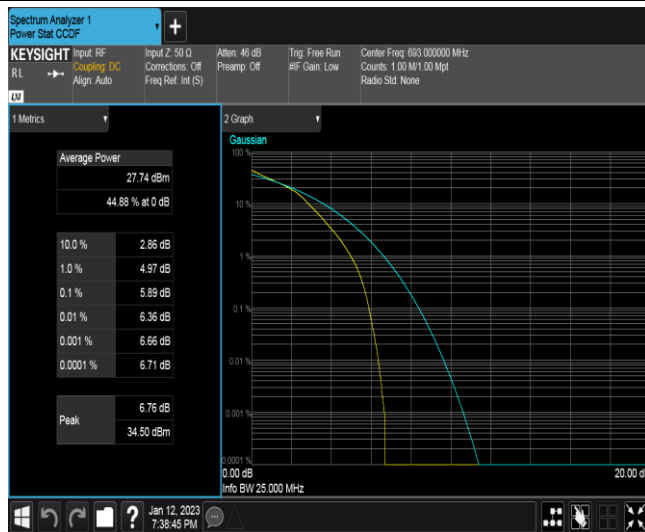 Spectrum Analyzer 1
Power Stat CCDF
+
KEYSIGHT
RL
LXI
Input: RF
Coupling: DC
Align: Auto
Input Z: 50 Ω
Corrections: Off
Freq Ref: Int (S)
Atten: 46 dB
Preamp: Off
Trig: Free Run
#IF Gain: Low
Center Freq: 693.000000 MHz
Counts: 1.00 M/1.00 Mpt
Radio Std: None
1 Metrics
Average Power
27.74 dBm
44.88 % at 0 dB
10.0 % 2.86 dB
1.0 % 4.97 dB
0.1 % 5.89 dB
0.01 % 6.36 dB
0.001 % 6.66 dB
0.0001 % 6.71 dB
Peak 6.76 dB
34.50 dBm
2 Graph
Gaussian
100 %
10 %
1 %
0.1 %
0.01 %
0.001 %
0.0001 %
0.00 dB
20.00 d
Info BW 25.000 MHz
?
Jan 12, 2023
7:38:45 PM